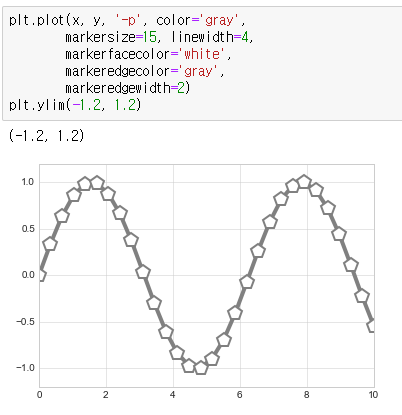 plt.plot(x, y, '-p', color='gray',
markersize=15, linewidth=4,
markerfacecolor='white',
markeredgecolor='gray',
markeredgewidth=2)
plt.ylim(-1.2, 1.2)
(-1.2, 1.2)
1.0
0.5
0.0
−0.5
−1.0
0 2 4 6 8 10